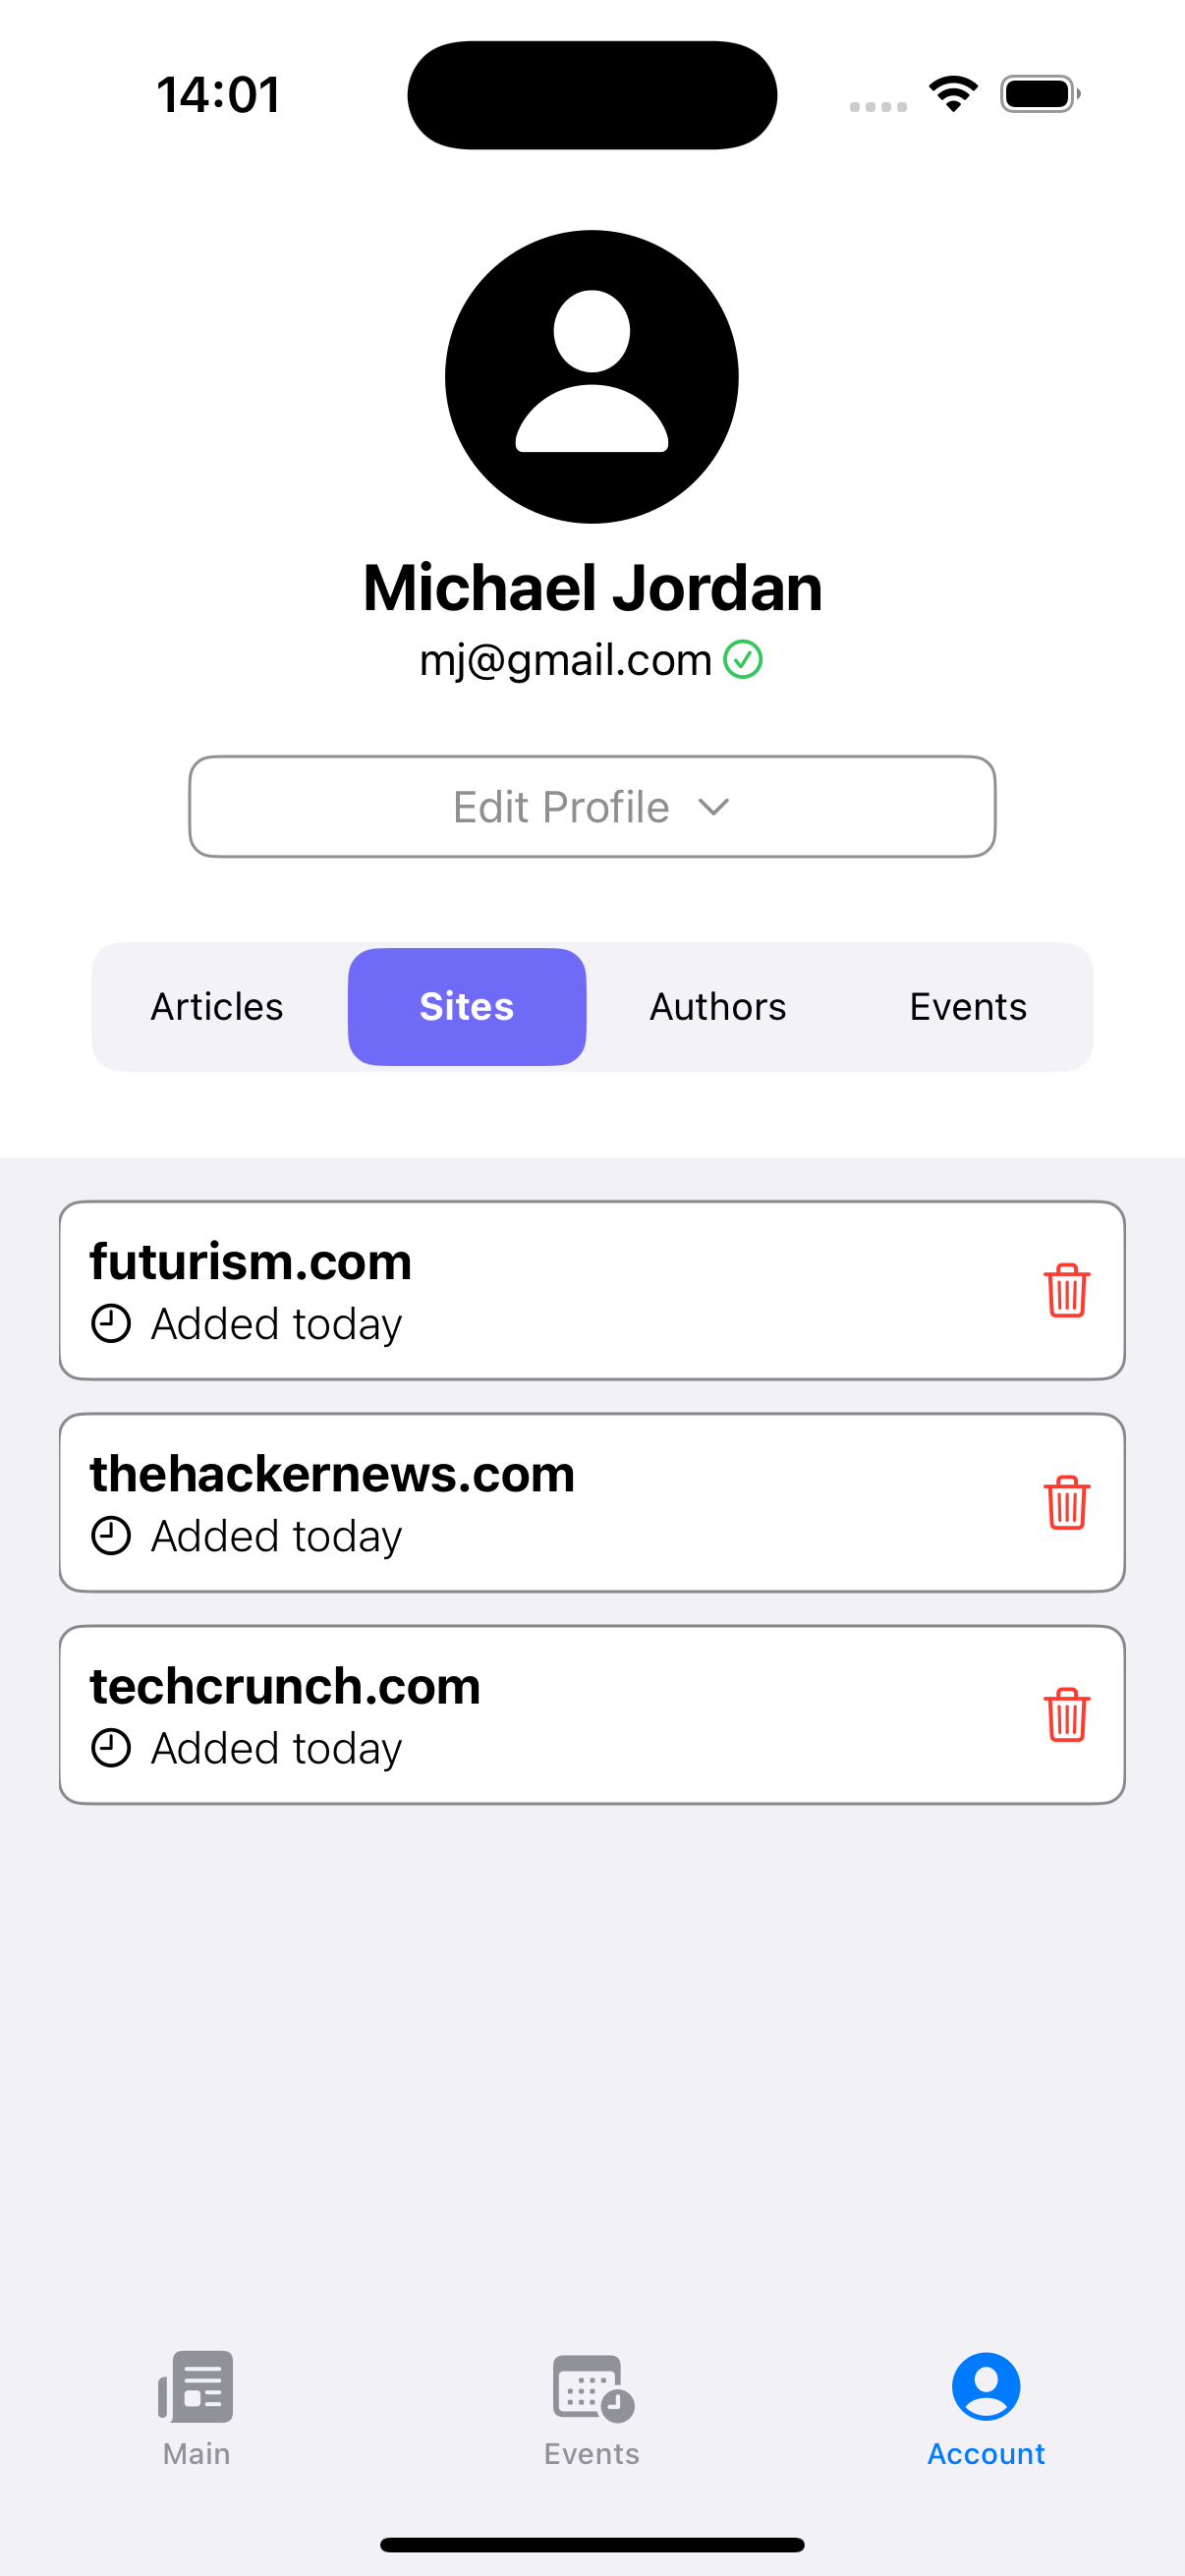 14:01
Michael Jordan
mj@gmail.com
Edit Profile
Articles Sites Authors Events
futurism.com
Added today
thehackernews.com
Added today
techcrunch.com
Added today
Main Events Account